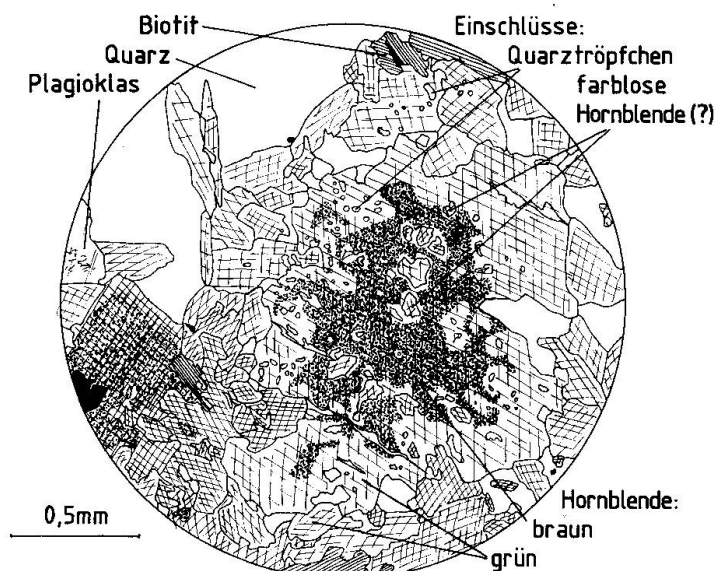 Biotit
Quarz
Plagioklas
Einschlüsse:
Quarztröpfchen
farblose
Hornblende (?)
0,5mm
Hornblende:
braun
grün